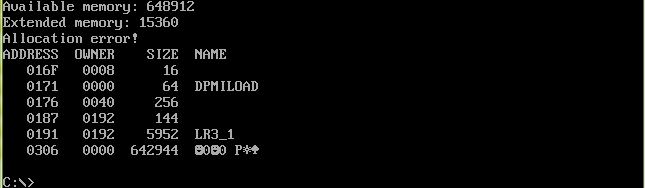 Available memory: 648912
Extended memory: 15360
Allocation error!
ADDRESS OWNER SIZE NAME
016F 0008 16
0171 0000 64 DPMILOAD
0176 0040 256
0187 0192 144
0191 0192 5952 LR3_1
0306 0000 642944
C:\>